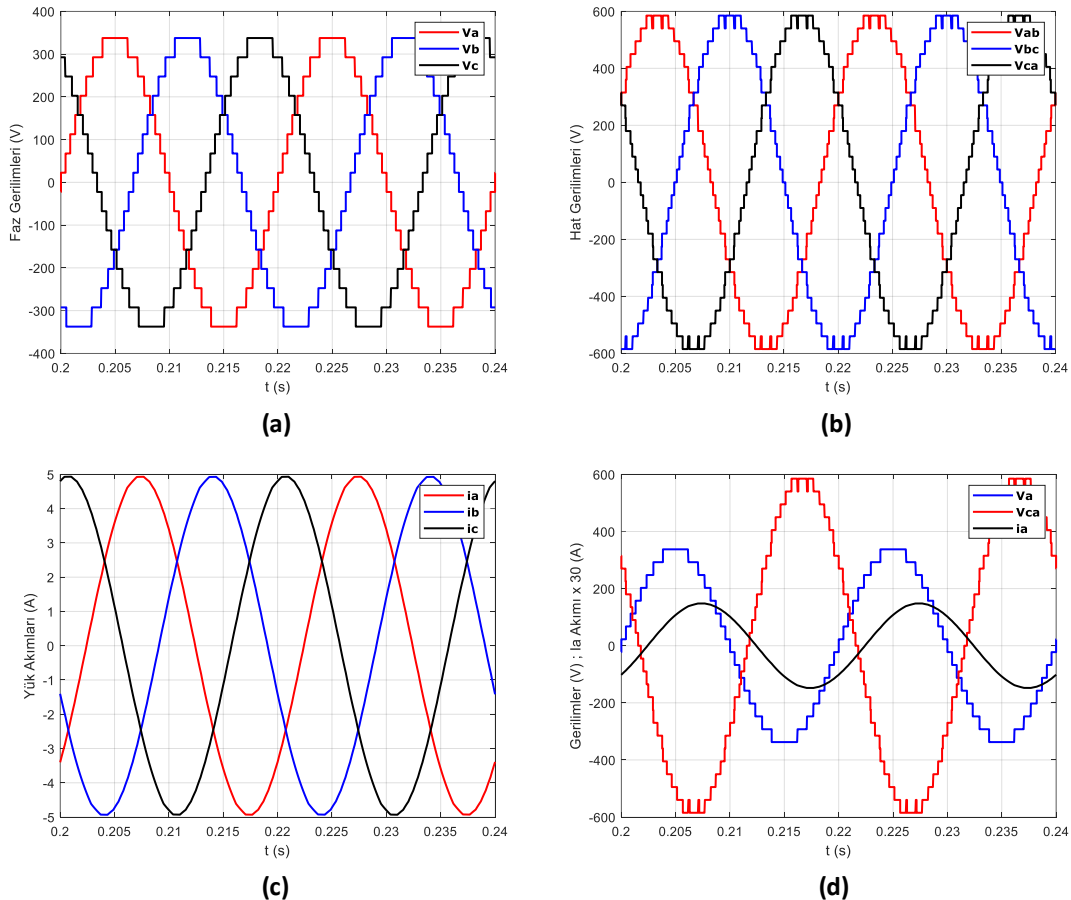 400
300
200
100
0
-100
-200
-300
-400
Faz Gerilimleri (V)
Va
Vb
Vc
0.2 0.205 0.21 0.215 0.22 0.225 0.23 0.235 0.24
t (s)
(a)
600
400
200
0
-200
-400
-600
Hat Gerilimleri (V)
Vab
Vbc
Vca
0.2 0.205 0.21 0.215 0.22 0.225 0.23 0.235 0.24
t (s)
(b)
5
4
3
2
1
0
-1
-2
-3
-4
-5
Yük Akımları (A)
ia
ib
ic
0.2 0.205 0.21 0.215 0.22 0.225 0.23 0.235 0.24
t (s)
(c)
600
400
200
0
-200
-400
-600
Gerilimler (V) ; Ia Akımı x 30 (A)
Va
Vca
ia
0.2 0.205 0.21 0.215 0.22 0.225 0.23 0.235 0.24
t (s)
(d)